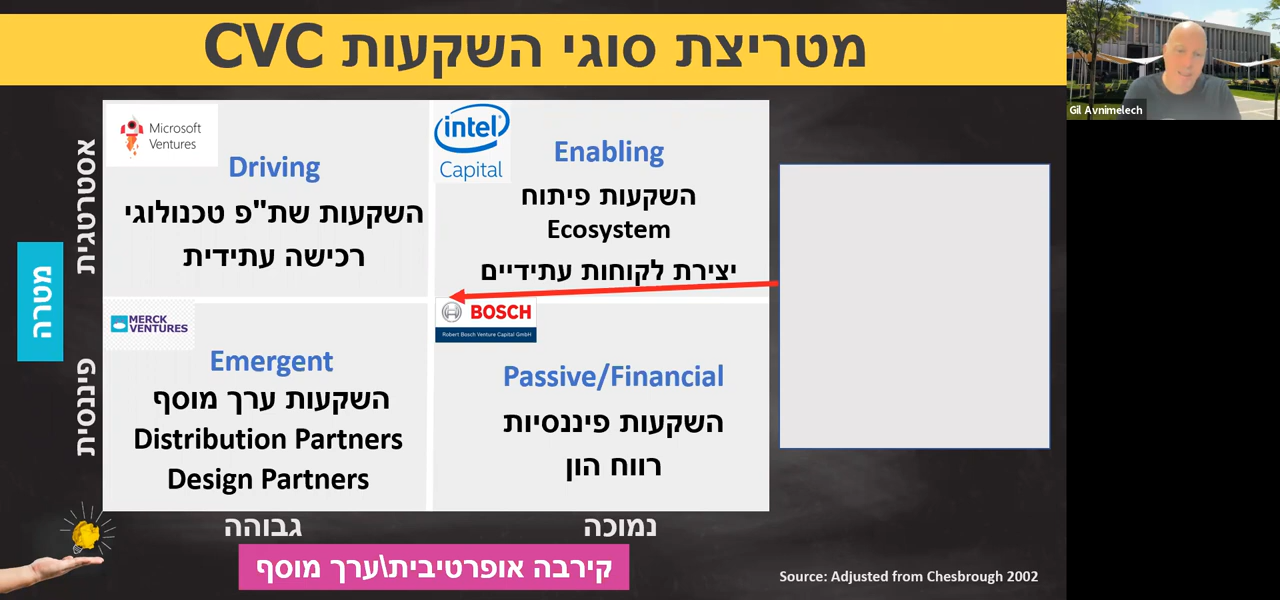 מטריצת סוגי השקעות CVC
Gil Avnimelech
אסטרטגית
מטרה
פיננסית
Microsoft
Ventures
Driving
השקעות שת"פ טכנולוגי
רכישה עתידית
intel
Capital
Enabling
השקעות פיתוח
Ecosystem
יצירת לקוחות עתידיים
MERCK
VENTURES
Emergent
השקעות ערך מוסף
Distribution Partners
Design Partners
BOSCH
Robert Bosch Venture Capital GmbH
Passive/Financial
השקעות פיננסיות
רווח הון
גבוהה
נמוכה
קירבה אופרטיבית\ערך מוסף
Source: Adjusted from Chesbrough 2002